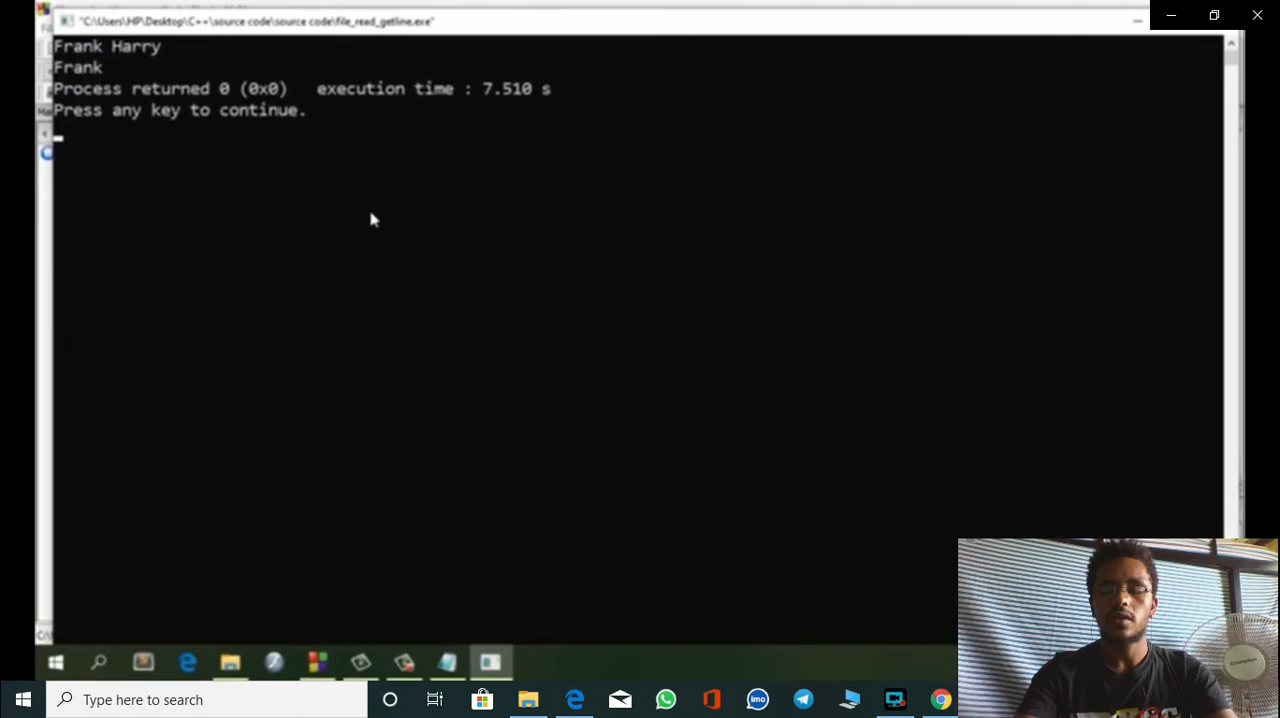 "C:\Users\HP\Desktop\C++\source code\source code\file_read_getline.exe"
Frank Harry
Frank
Process returned 0 (0x0)   execution time : 7.510 s
Press any key to continue.
imo
Type here to search